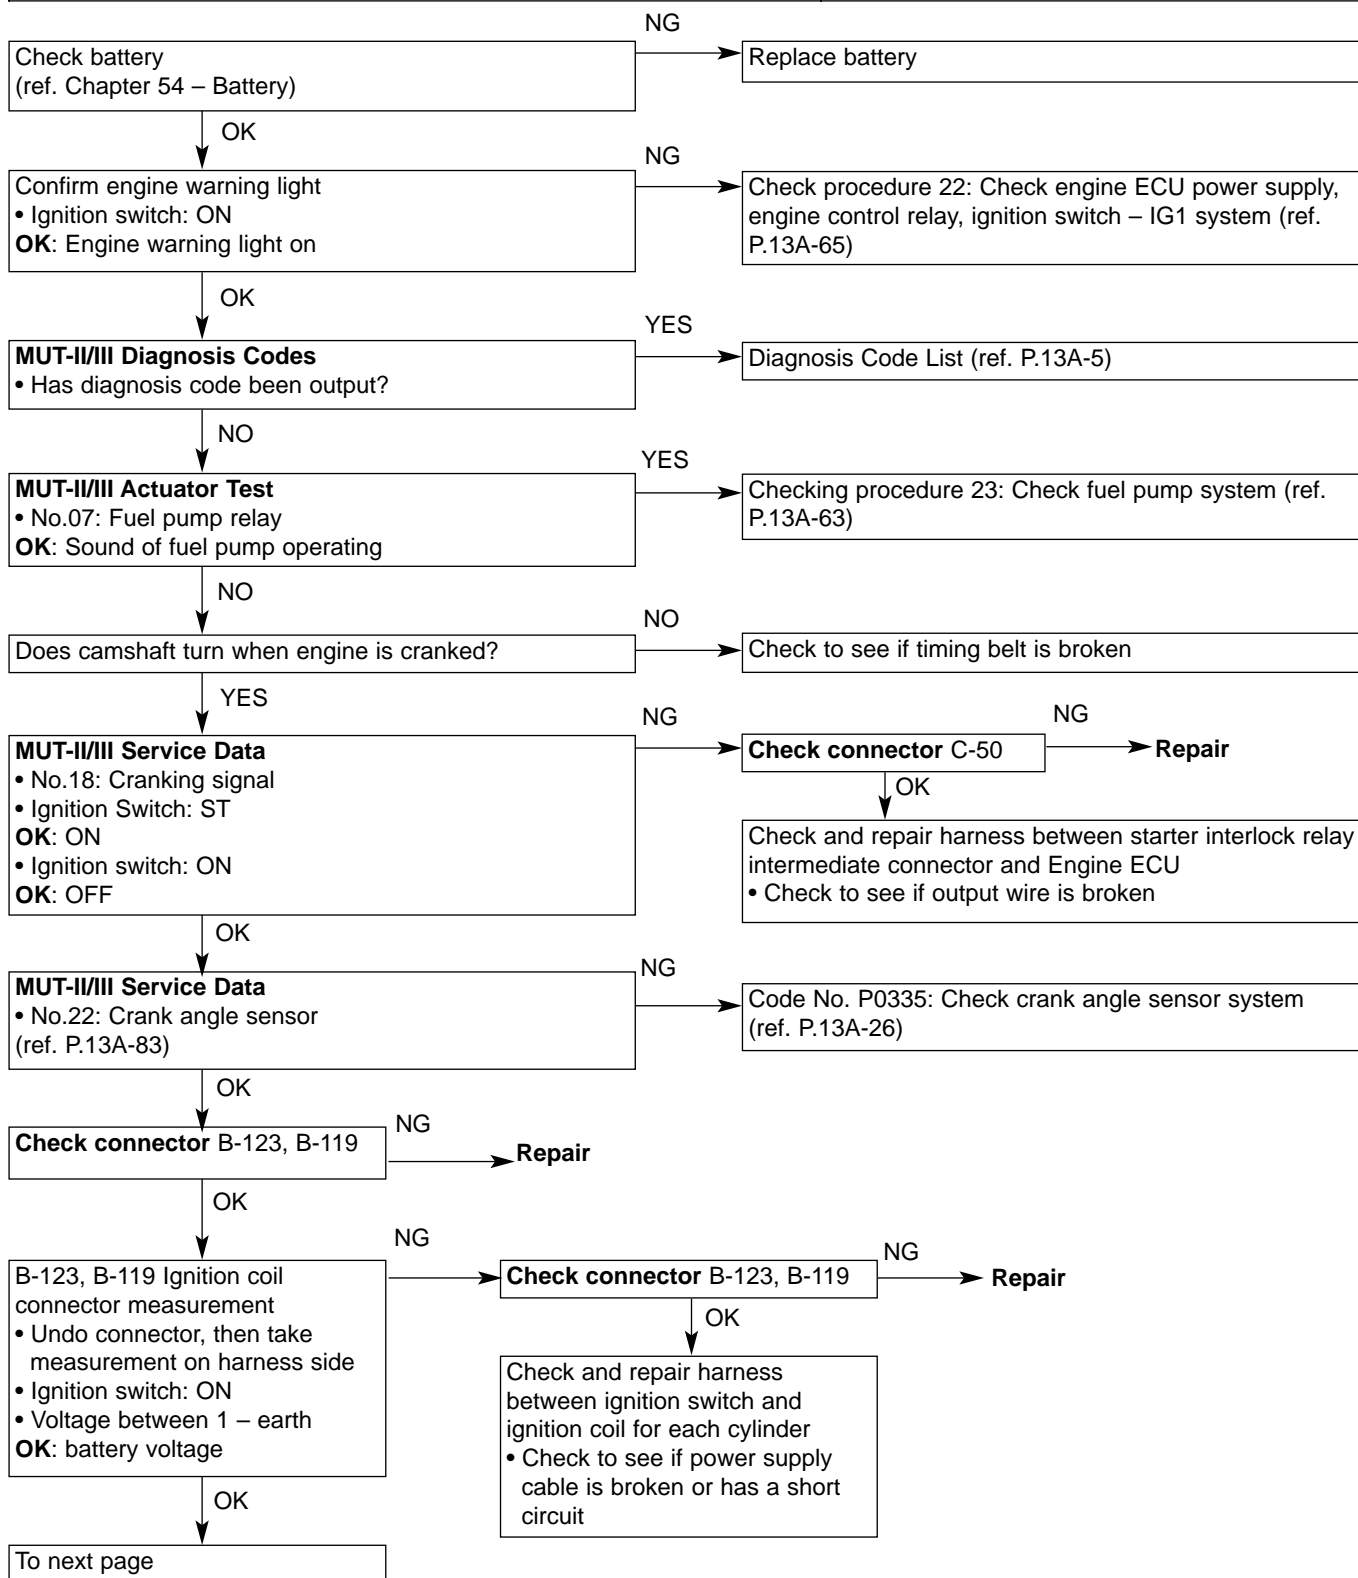 NG
Check battery
(ref. Chapter 54 – Battery)
Replace battery
OK
NG
Confirm engine warning light
• Ignition switch: ON
OK: Engine warning light on
Check procedure 22: Check engine ECU power supply,
engine control relay, ignition switch – IG1 system (ref.
P.13A-65)
OK
YES
MUT-II/III Diagnosis Codes
• Has diagnosis code been output?
Diagnosis Code List (ref. P.13A-5)
NO
YES
MUT-II/III Actuator Test
• No.07: Fuel pump relay
OK: Sound of fuel pump operating
Checking procedure 23: Check fuel pump system (ref.
P.13A-63)
NO
NO
Does camshaft turn when engine is cranked?
Check to see if timing belt is broken
YES
NG
NG
MUT-II/III Service Data
• No.18: Cranking signal
• Ignition Switch: ST
OK: ON
• Ignition switch: ON
OK: OFF
Check connector C-50
Repair
OK
Check and repair harness between starter interlock relay
intermediate connector and Engine ECU
• Check to see if output wire is broken
OK
NG
MUT-II/III Service Data
• No.22: Crank angle sensor
(ref. P.13A-83)
Code No. P0335: Check crank angle sensor system
(ref. P.13A-26)
OK
NG
Check connector B-123, B-119
Repair
OK
NG
NG
B-123, B-119 Ignition coil
connector measurement
• Undo connector, then take
measurement on harness side
• Ignition switch: ON
• Voltage between 1 – earth
OK: battery voltage
Check connector B-123, B-119
Repair
OK
Check and repair harness
between ignition switch and
ignition coil for each cylinder
• Check to see if power supply
cable is broken or has a short
circuit
OK
To next page